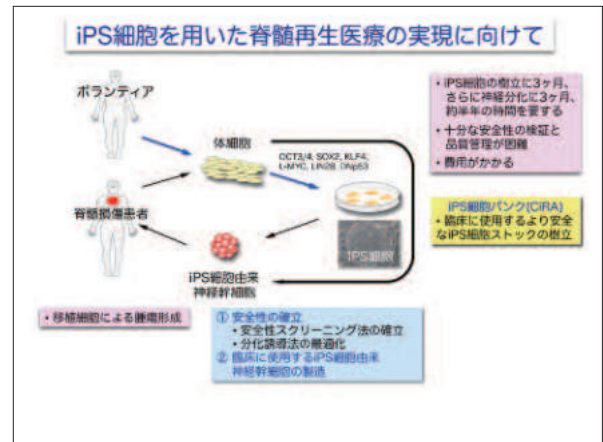 iPS細胞を用いた脊髄再生医療の実現に向けて
ボランティア
体細胞
OCT3/4, SOX2, KLF4,
L-MYC, LIN28, DNp53
・iPS細胞の樹立に3ヶ月、
さらに神経分化に3ヶ月、
約半年の時間を要する
・十分な安全性の検証と
品質管理が困難
・費用がかかる
脊髄損傷患者
iPS細胞
iPS細胞バンク(CiRA)
・臨床に使用するより安全
なiPS細胞ストックの樹立
iPS細胞由来
神経幹細胞
・移植細胞による腫瘍形成
① 安全性の確立
・安全性スクリーニング法の確立
・分化誘導法の最適化
② 臨床に使用するiPS細胞由来
神経幹細胞の製造